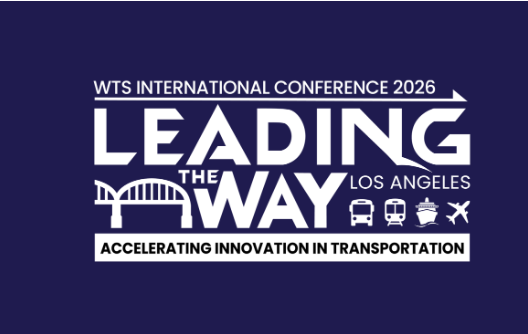 WTS INTERNATIONAL CONFERENCE 2026
LEADING
THE WAY
LOS ANGELES
ACCELERATING INNOVATION IN TRANSPORTATION